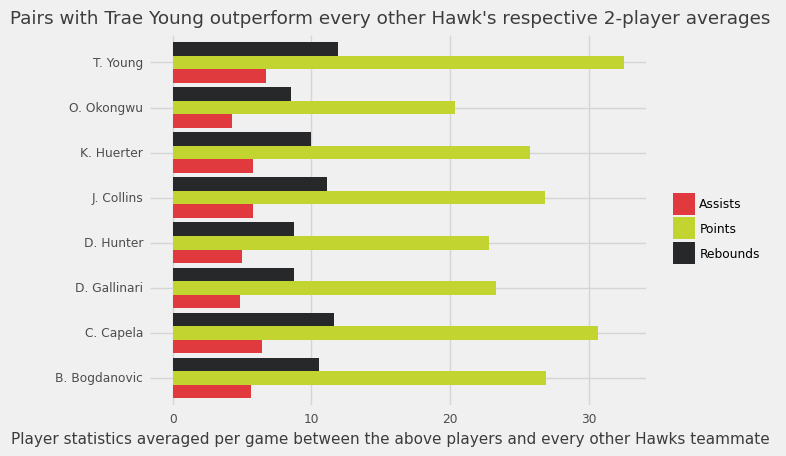 Pairs with Trae Young outperform every other Hawk's respective 2-player averages
T. Young
O. Okongwu
K. Huerter
J. Collins
D. Hunter
D. Gallinari
C. Capela
B. Bogdanovic
Assists
Points
Rebounds
0 10 20 30
Player statistics averaged per game between the above players and every other Hawks teammate